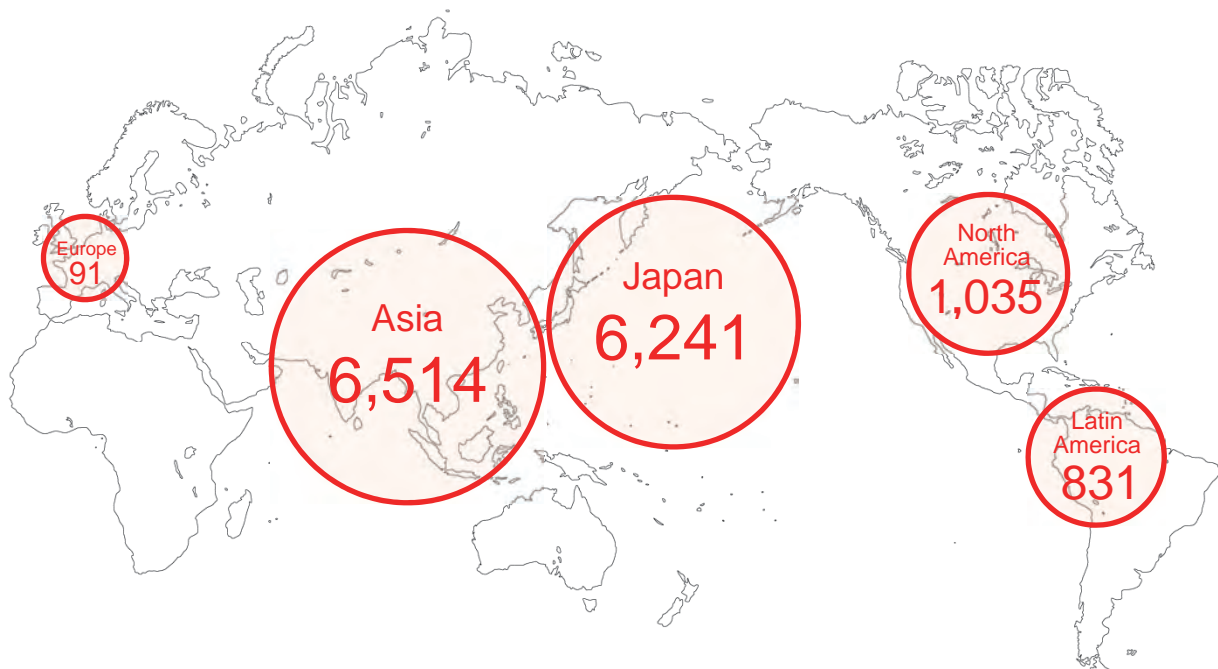 Europe
91
Asia
6,514
Japan
6,241
North
America
1,035
Latin
America
831